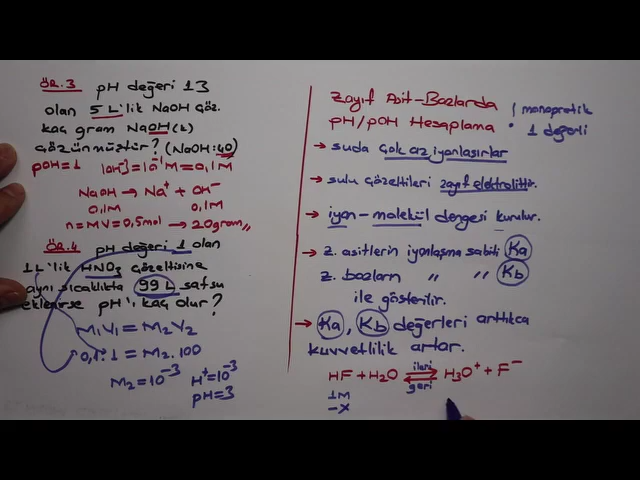 ÖR.3 pH değeri 13
olan 5 L'lik NaOH çöz.
kaç gram NaOH(k)
çözünmüştür? (NaOH:40)
pOH=1 [OH⁻]=10⁻¹M=0,1M
NaOH → Na⁺ + OH⁻
0,1M 0,1M
n=M.V=0,5mol → 20gram,,
ÖR.4 pH değeri 1 olan
1L'lik HNO₃ çözeltisine
aynı sıcaklıkta 99 L saf su
eklenirse pH'ı kaç olur?
M₁V₁ = M₂V₂
0,1.1 = M₂.100
M₂=10⁻³ H⁺=10⁻³
pH=3
Zayıf Asit-Bazlarda
pH/pOH Hesaplama
monoprotik
1 değerli
→ suda çok az iyonlaşırlar
→ sulu çözeltileri zayıf elektrolittir.
→ iyon-molekül dengesi kurulur.
→ z. asitlerin iyonlaşma sabiti Ka
z. bazların " " Kb
ile gösterilir.
→ Ka, Kb değerleri arttıkca
kuvvetlilik artar.
HF + H₂O ileri geri H₃O⁺ + F⁻
1M
-X